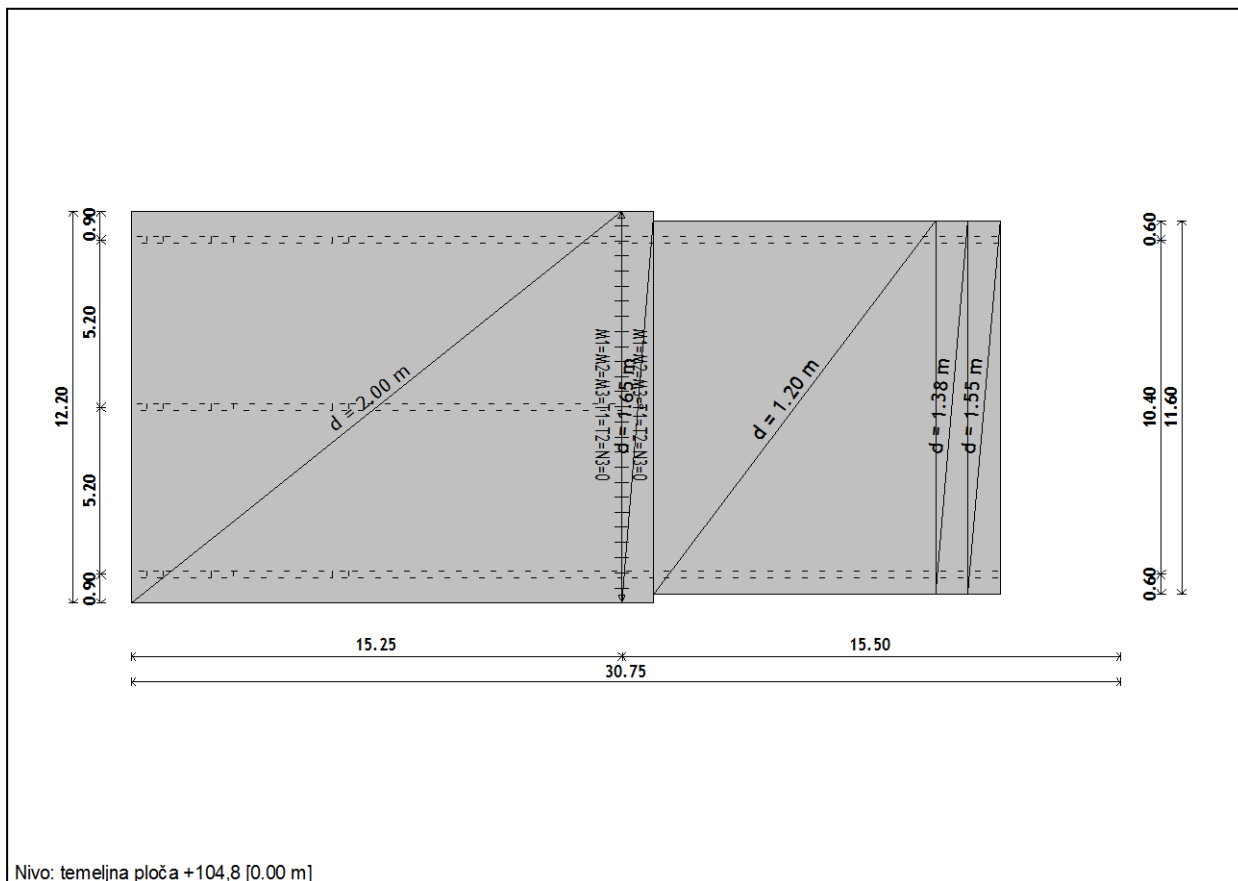 0.90
5.20
12.20
5.20
0.90
d = 2.00 m
M1=M2=M3=T1=T2=N3=0
d = 1.65 m
M1=M2=M3=T1=T2=N3=0
d = 1.20 m
d = 1.38 m
d = 1.55 m
0.60
10.40
11.60
0.60
15.25
15.50
30.75
Nivo: temeljna ploča +104,8 [0.00 m]